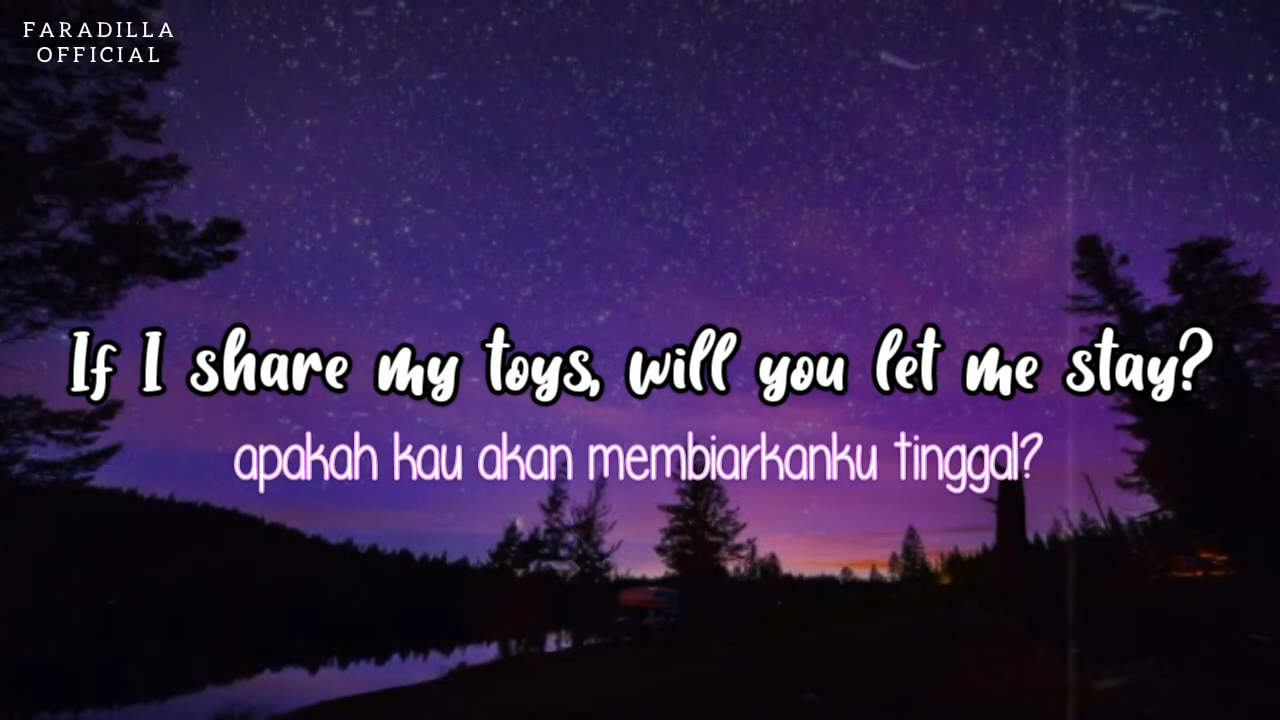 FARADILLA
OFFICIAL
If I share my toys, will you let me stay?
apakah kau akan membiarkanku tinggal?